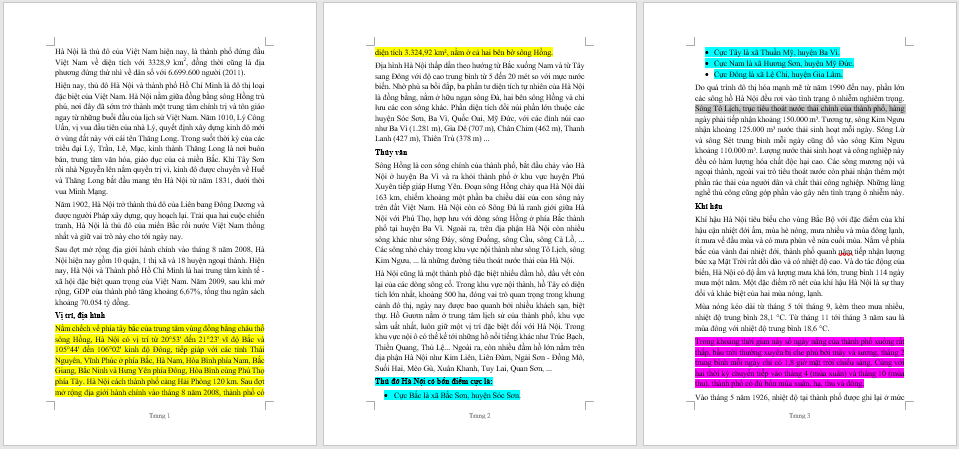 Hà Nội là thủ đô của Việt Nam hiện nay, là thành phố đứng đầu
Việt Nam về diện tích với 3328,9 km², đồng thời cũng là địa
phương đứng thứ nhì về dân số với 6.699.600 người (2011).
Hiện nay, thủ đô Hà Nội và thành phố Hồ Chí Minh là đô thị loại
đặc biệt của Việt Nam. Hà Nội nằm giữa đồng bằng sông Hồng trù
phú, nơi đây đã sớm trở thành một trung tâm chính trị và tôn giáo
ngay từ những buổi đầu của lịch sử Việt Nam. Năm 1010, Lý Công
Uẩn, vị vua đầu tiên của nhà Lý, quyết định xây dựng kinh đô mới
ở vùng đất này với cái tên Thăng Long. Trong suốt thời kỳ của các
triều đại Lý, Trần, Lê, Mạc, kinh thành Thăng Long là nơi buôn
bán, trung tâm văn hóa, giáo dục của cả miền Bắc. Khi Tây Sơn
rồi nhà Nguyễn lên nắm quyền trị vì, kinh đô được chuyển về Huế
và Thăng Long bắt đầu mang tên Hà Nội từ năm 1831, dưới thời
vua Minh Mạng.
Năm 1902, Hà Nội trở thành thủ đô của Liên bang Đông Dương và
được người Pháp xây dựng, quy hoạch lại. Trải qua hai cuộc chiến
tranh, Hà Nội là thủ đô của miền Bắc rồi nước Việt Nam thống
nhất và giữ vai trò này cho tới ngày nay.
Sau đợt mở rộng địa giới hành chính vào tháng 8 năm 2008, Hà
Nội hiện nay gồm 10 quận, 1 thị xã và 18 huyện ngoại thành. Hiện
nay, Hà Nội và Thành phố Hồ Chí Minh là hai trung tâm kinh tế -
xã hội đặc biệt quan trọng của Việt Nam. Năm 2009, sau khi mở
rộng, GDP của thành phố tăng khoảng 6,67%, tổng thu ngân sách
khoảng 70.054 tỷ đồng.
Vị trí, địa hình
Nằm chếch về phía tây bắc của trung tâm vùng đồng bằng châu thổ
sông Hồng, Hà Nội có vị trí từ 20°53' đến 21°23' vĩ độ Bắc và
105°44' đến 106°02' kinh độ Đông, tiếp giáp với các tỉnh Thái
Nguyên, Vĩnh Phúc ở phía Bắc, Hà Nam, Hòa Bình phía Nam, Bắc
Giang, Bắc Ninh và Hưng Yên phía Đông, Hòa Bình cùng Phú Thọ
phía Tây. Hà Nội cách thành phố cảng Hải Phòng 120 km. Sau đợt
mở rộng địa giới hành chính vào tháng 8 năm 2008, thành phố có
Trang 1
diện tích 3.324,92 km², nằm ở cả hai bên bờ sông Hồng.
Địa hình Hà Nội thấp dần theo hướng từ Bắc xuống Nam và từ Tây
sang Đông với độ cao trung bình từ 5 đến 20 mét so với mực nước
biển. Nhờ phù sa bồi đắp, ba phần tư diện tích tự nhiên của Hà Nội
là đồng bằng, nằm ở hữu ngạn sông Đà, hai bên sông Hồng và chi
lưu các con sông khác. Phần diện tích đồi núi phần lớn thuộc các
huyện Sóc Sơn, Ba Vì, Quốc Oai, Mỹ Đức, với các đỉnh núi cao
như Ba Vì (1.281 m), Gia Dê (707 m), Chân Chim (462 m), Thanh
Lanh (427 m), Thiên Trù (378 m) ...
Thủy văn
Sông Hồng là con sông chính của thành phố, bắt đầu chảy vào Hà
Nội ở huyện Ba Vì và ra khỏi thành phố ở khu vực huyện Phú
Xuyên tiếp giáp Hưng Yên. Đoạn sông Hồng chảy qua Hà Nội dài
163 km, chiếm khoảng một phần ba chiều dài của con sông này
trên đất Việt Nam. Hà Nội còn có Sông Đà là ranh giới giữa Hà
Nội với Phú Thọ, hợp lưu với dòng sông Hồng ở phía Bắc thành
phố tại huyện Ba Vì. Ngoài ra, trên địa phận Hà Nội còn nhiều
sông khác như sông Đáy, sông Đuống, sông Cầu, sông Cà Lồ, ...
Các sông nhỏ chảy trong khu vực nội thành như sông Tô Lịch, sông
Kim Ngưu, ... là những đường tiêu thoát nước thải của Hà Nội.
Hà Nội cũng là một thành phố đặc biệt nhiều đầm hồ, dấu vết còn
lại của các dòng sông cổ. Trong khu vực nội thành, hồ Tây có diện
tích lớn nhất, khoảng 500 ha, đóng vai trò quan trọng trong khung
cảnh đô thị, ngày nay được bao quanh bởi nhiều khách sạn, biệt
thự. Hồ Gươm nằm ở trung tâm lịch sử của thành phố, khu vực
sầm uất nhất, luôn giữ một vị trí đặc biệt đối với Hà Nội. Trong
khu vực nội ô có thể kể tới những hồ nổi tiếng khác như Trúc Bạch,
Thiền Quang, Thủ Lệ... Ngoài ra, còn nhiều đầm hồ lớn nằm trên
địa phận Hà Nội như Kim Liên, Liên Đàm, Ngải Sơn - Đồng Mô,
Suối Hai, Mèo Gù, Xuân Khanh, Tuy Lai, Quan Sơn, ...
Thủ đô Hà Nội có bốn điểm cực là:
• Cực Bắc là xã Bắc Sơn, huyện Sóc Sơn.
Trang 2
• Cực Tây là xã Thuần Mỹ, huyện Ba Vì.
• Cực Nam là xã Hương Sơn, huyện Mỹ Đức.
• Cực Đông là xã Lệ Chi, huyện Gia Lâm.
Do quá trình đô thị hóa mạnh mẽ từ năm 1990 đến nay, phần lớn
các sông hồ Hà Nội đều rơi vào tình trạng ô nhiễm nghiêm trọng.
Sông Tô Lịch, trục tiêu thoát nước thải chính của thành phố, hàng
ngày phải tiếp nhận khoảng 150.000 m³. Tương tự, sông Kim Ngưu
nhận khoảng 125.000 m³ nước thải sinh hoạt mỗi ngày. Sông Lừ
và sông Sét trung bình mỗi ngày cũng đổ vào sông Kim Ngưu
khoảng 110.000 m³. Lượng nước thải sinh hoạt và công nghiệp này
đều có hàm lượng hóa chất độc hại cao. Các sông mương nội và
ngoại thành, ngoài vai trò tiêu thoát nước còn phải nhận thêm một
phần rác thải của người dân và chất thải công nghiệp. Những làng
nghề thủ công cũng góp phần vào gây nên tình trạng ô nhiễm này.
Khí hậu
Khí hậu Hà Nội tiêu biểu cho vùng Bắc Bộ với đặc điểm của khí
hậu cận nhiệt đới ẩm, mùa hè nóng, mưa nhiều và mùa đông lạnh,
ít mưa về đầu mùa và có mưa phùn về nửa cuối mùa. Nằm về phía
bắc của vành đai nhiệt đới, thành phố quanh năm tiếp nhận lượng
bức xạ Mặt Trời rất dồi dào và có nhiệt độ cao. Và do tác động của
biển, Hà Nội có độ ẩm và lượng mưa khá lớn, trung bình 114 ngày
mưa một năm. Một đặc điểm rõ nét của khí hậu Hà Nội là sự thay
đổi và khác biệt của hai mùa nóng, lạnh.
Mùa nóng kéo dài từ tháng 5 tới tháng 9, kèm theo mưa nhiều,
nhiệt độ trung bình 28,1 °C. Từ tháng 11 tới tháng 3 năm sau là
mùa đông với nhiệt độ trung bình 18,6 °C.
Trong khoảng thời gian này số ngày nắng của thành phố xuống rất
thấp, bầu trời thường xuyên bị che phủ bởi mây và sương, tháng 2
trung bình mỗi ngày chỉ có 1,8 giờ mặt trời chiếu sáng. Cùng với
hai thời kỳ chuyển tiếp vào tháng 4 (mùa xuân) và tháng 10 (mùa
thu), thành phố có đủ bốn mùa xuân, hạ, thu và đông.
Vào tháng 5 năm 1926, nhiệt độ tại thành phố được ghi lại ở mức
Trang 3